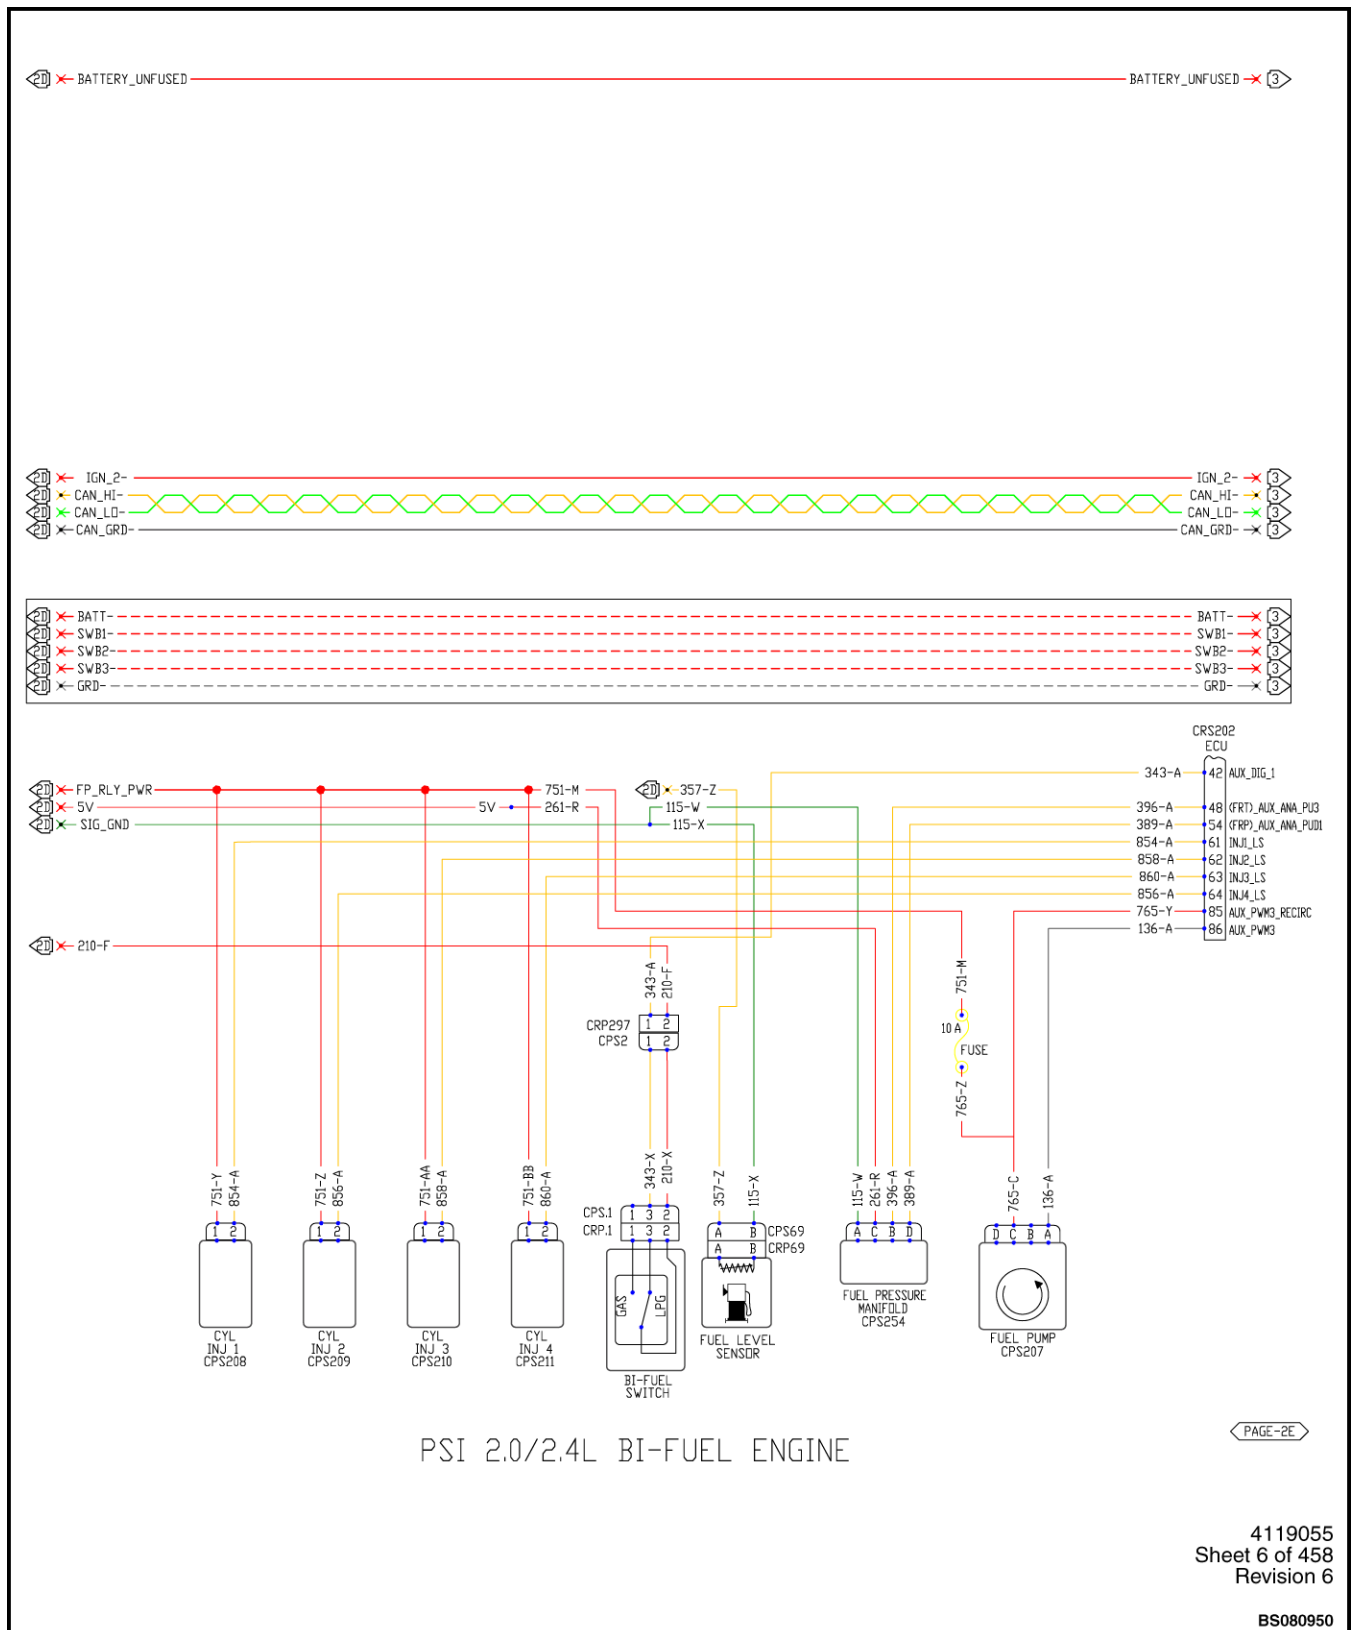 2D BATTERY_UNFUSED BATTERY_UNFUSED 3
2D IGN_2- IGN_2- 3
2D CAN_HI- CAN_HI- 3
2D CAN_LO- CAN_LO- 3
2D CAN_GRD- CAN_GRD- 3
2D BATT- BATT- 3
2D SWB1- SWB1- 3
2D SWB2- SWB2- 3
2D SWB3- SWB3- 3
2D GRD- GRD- 3
CRS202
ECU
343-A 42 AUX_DIG_1
2D FP_RLY_PWR 751-M 2D 357-Z
2D 5V 5V 261-R 115-W 396-A 48 (FRT)_AUX_ANA_PU3
2D SIG_GND 115-X 389-A 54 (FRP)_AUX_ANA_PUD1
854-A 61 INJ1_LS
858-A 62 INJ2_LS
860-A 63 INJ3_LS
856-A 64 INJ4_LS
765-Y 85 AUX_PWM3_RECIRC
136-A 86 AUX_PWM3
2D 210-F
343-A 210-F 751-M
CRP297 1 2
CPS2 1 2
10A
FUSE
765-Z
751-Y 854-A 751-Z 856-A 751-AA 858-A 751-BB 860-A 343-X 210-X 357-Z 115-X 115-W 261-R 396-A 389-A 765-C 136-A
CPS.1 1 3 2
CRP.1 1 3 2
1 2 1 2 1 2 1 2
A B CPS69
A B CRP69
A C B D
D C B A
GAS LPG
CYL
INJ 1
CPS208
CYL
INJ 2
CPS209
CYL
INJ 3
CPS210
CYL
INJ 4
CPS211
BI-FUEL
SWITCH
FUEL LEVEL
SENSOR
FUEL PRESSURE
MANIFOLD
CPS254
FUEL PUMP
CPS207
PAGE-2E
PSI 2.0/2.4L BI-FUEL ENGINE
4119055
Sheet 6 of 458
Revision 6
BS080950